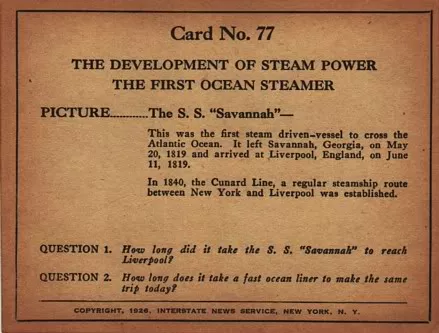 Card No. 77
THE DEVELOPMENT OF STEAM POWER
THE FIRST OCEAN STEAMER
PICTURE............The S. S. "Savannah"—
This was the first steam driven-vessel to cross the
Atlantic Ocean. It left Savannah, Georgia, on May
20, 1819 and arrived at Liverpool, England, on June
11, 1819.
In 1840, the Cunard Line, a regular steamship route
between New York and Liverpool was established.
QUESTION 1. How long did it take the S. S. "Savannah" to reach
Liverpool?
QUESTION 2. How long does it take a fast ocean liner to make the same
trip today?
COPYRIGHT, 1926, INTERSTATE NEWS SERVICE, NEW YORK, N. Y.